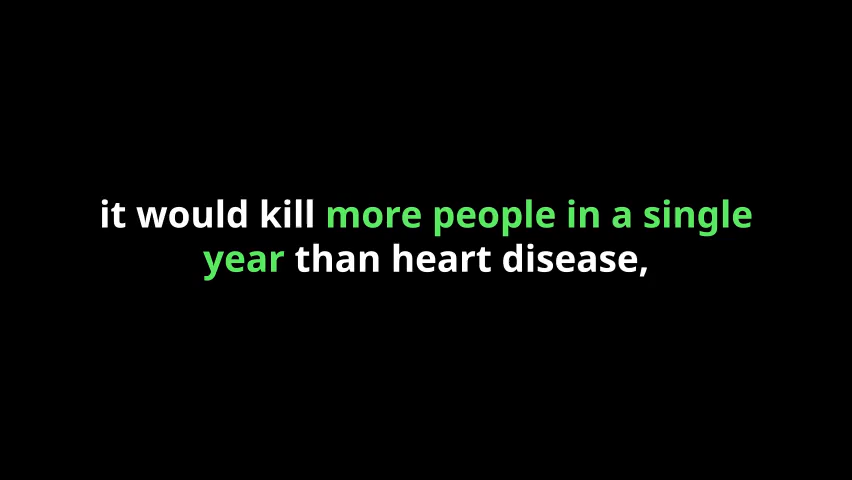 it would kill more people in a single
year than heart disease,